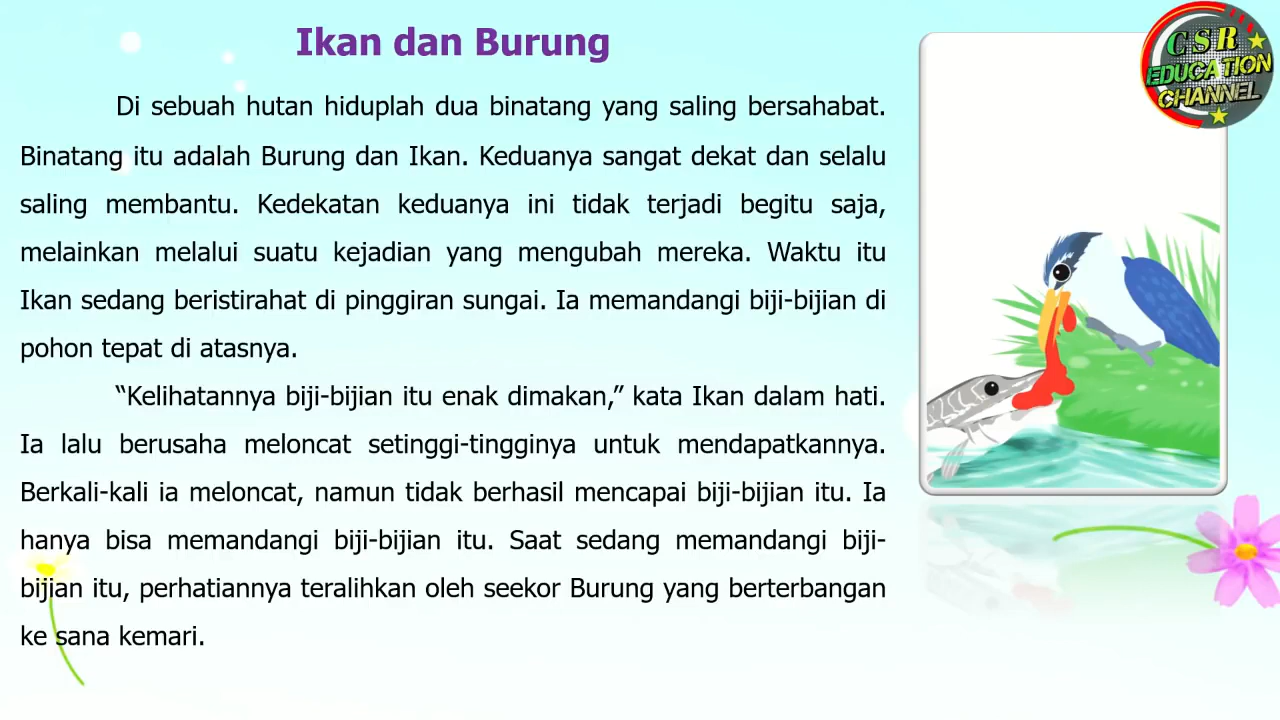 Ikan dan Burung
C S R
EDUCATION
CHANNEL
Di sebuah hutan hiduplah dua binatang yang saling bersahabat.
Binatang itu adalah Burung dan Ikan. Keduanya sangat dekat dan selalu
saling membantu. Kedekatan keduanya ini tidak terjadi begitu saja,
melainkan melalui suatu kejadian yang mengubah mereka. Waktu itu
Ikan sedang beristirahat di pinggiran sungai. Ia memandangi biji-bijian di
pohon tepat di atasnya.
“Kelihatannya biji-bijian itu enak dimakan,” kata Ikan dalam hati.
Ia lalu berusaha meloncat setinggi-tingginya untuk mendapatkannya.
Berkali-kali ia meloncat, namun tidak berhasil mencapai biji-bijian itu. Ia
hanya bisa memandangi biji-bijian itu. Saat sedang memandangi biji-
bijian itu, perhatiannya teralihkan oleh seekor Burung yang berterbangan
ke sana kemari.